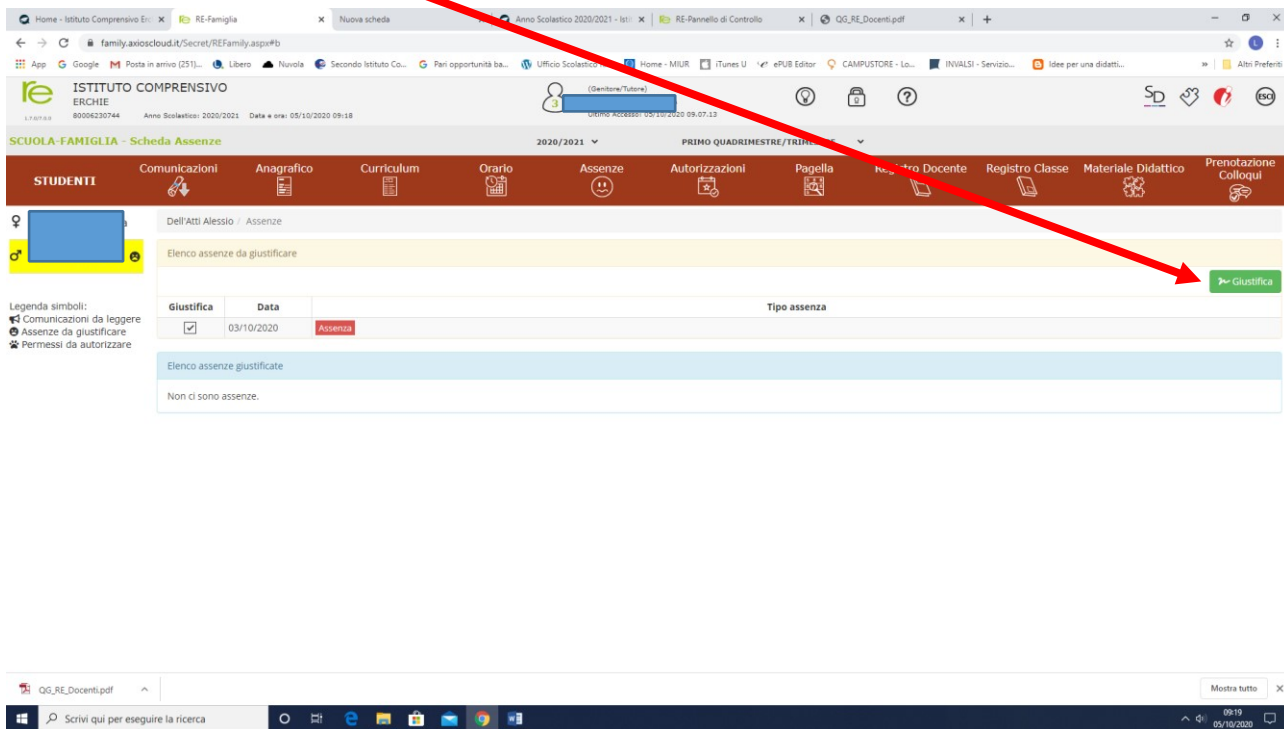 Home - Istituto Comprensivo Erc
RE-Famiglia
Nuova scheda
Anno Scolastico 2020/2021 - Isti
RE-Pannello di Controllo
QG_RE_Docenti.pdf
family.axioscloud.it/Secret/REFamily.aspx#b
App
Google
Posta in arrivo (251)...
Libero
Nuvola
Secondo Istituto Co...
Pari opportunità ba...
Ufficio Scolastico
Home - MIUR
iTunes U
ePUB Editor
CAMPUSTORE - Lo...
INVALSI - Servizio...
Idee per una didatti...
Altri Preferiti
re
ISTITUTO COMPRENSIVO
ERCHIE
80006230744 Anno Scolastico: 2020/2021 Data e ora: 05/10/2020 09:18
3
(Genitore/Tutore)
Ultimo Accesso: 05/10/2020 09.07.13
SD
ESCI
SCUOLA-FAMIGLIA - Scheda Assenze
2020/2021
PRIMO QUADRIMESTRE/TRIMESTRE
STUDENTI
Comunicazioni
Anagrafico
Curriculum
Orario
Assenze
Autorizzazioni
Pagella
Registro Docente
Registro Classe
Materiale Didattico
Prenotazione
Colloqui
Dell'Atti Alessio / Assenze
Elenco assenze da giustificare
Giustifica
Legenda simboli:
Comunicazioni da leggere
Assenze da giustificare
Permessi da autorizzare
Giustifica Data Tipo assenza
03/10/2020 Assenza
Elenco assenze giustificate
Non ci sono assenze.
QG_RE_Docenti.pdf
Mostra tutto
Scrivi qui per eseguire la ricerca
09:19
05/10/2020